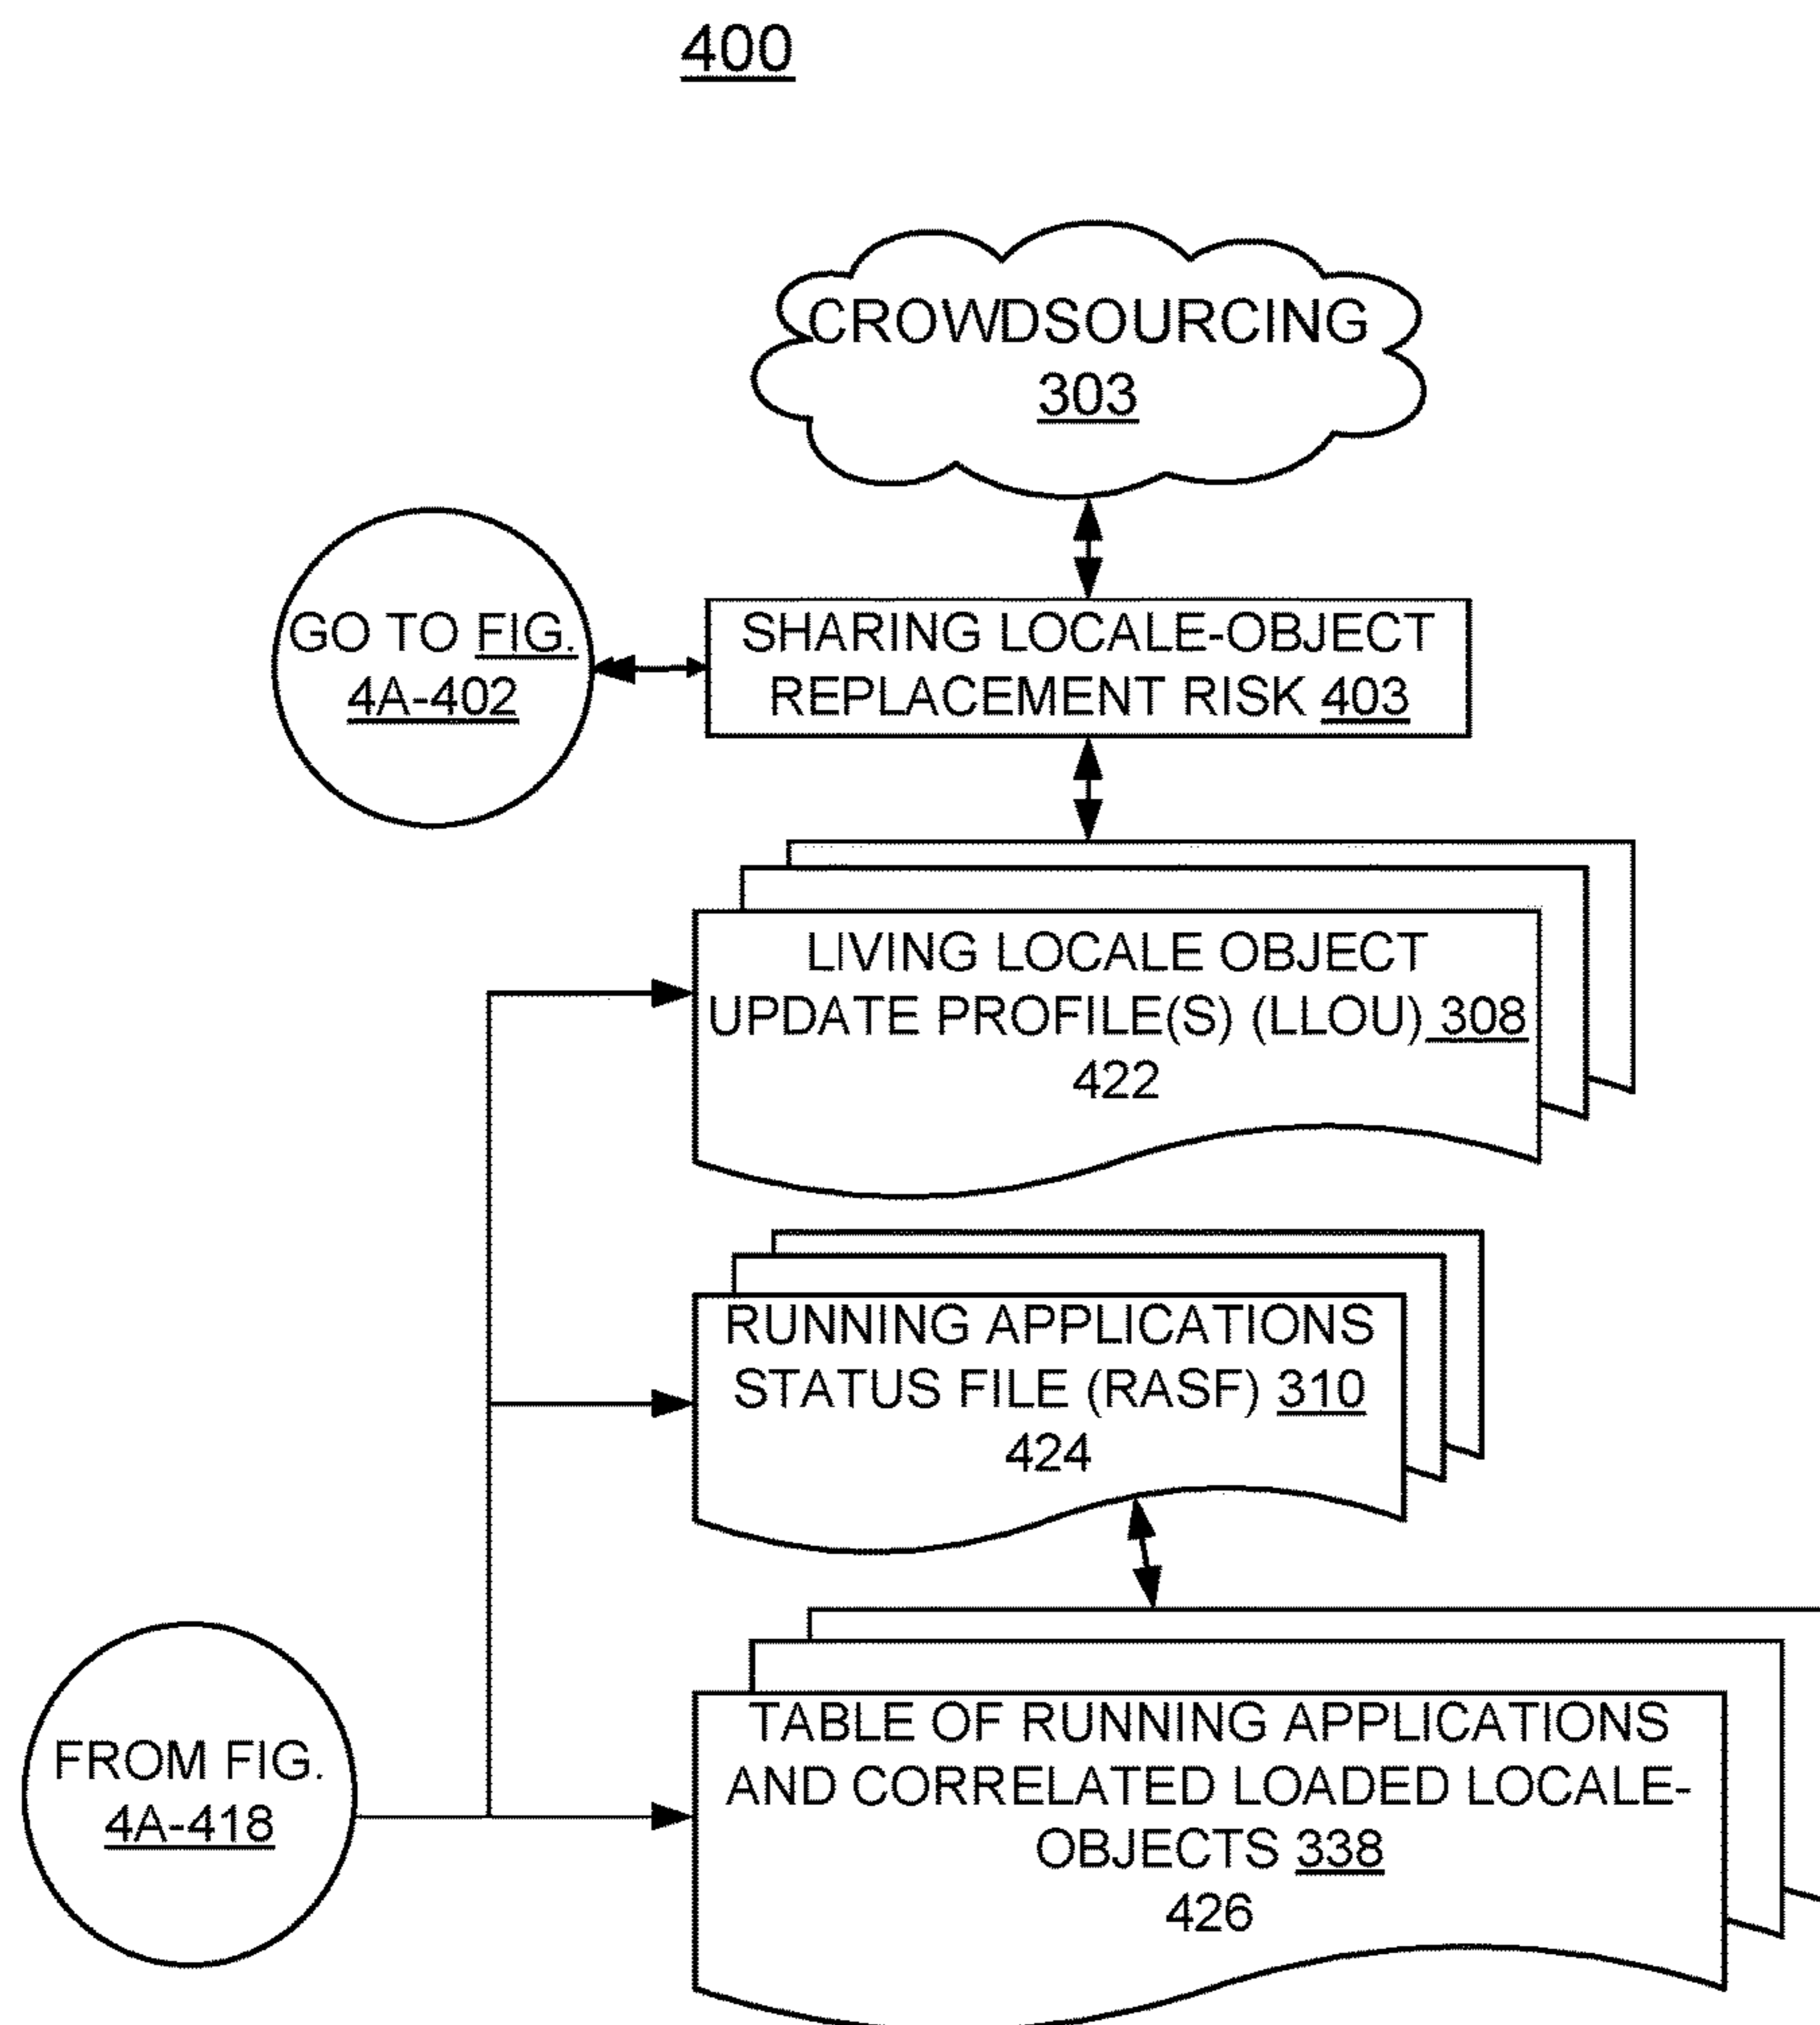 400
CROWDSOURCING
303
GO TO FIG.
4A-402
SHARING LOCALE-OBJECT
REPLACEMENT RISK 403
LIVING LOCALE OBJECT
UPDATE PROFILE(S) (LLOU) 308
422
RUNNING APPLICATIONS
STATUS FILE (RASF) 310
424
FROM FIG.
4A-418
TABLE OF RUNNING APPLICATIONS
AND CORRELATED LOADED LOCALE-
OBJECTS 338
426